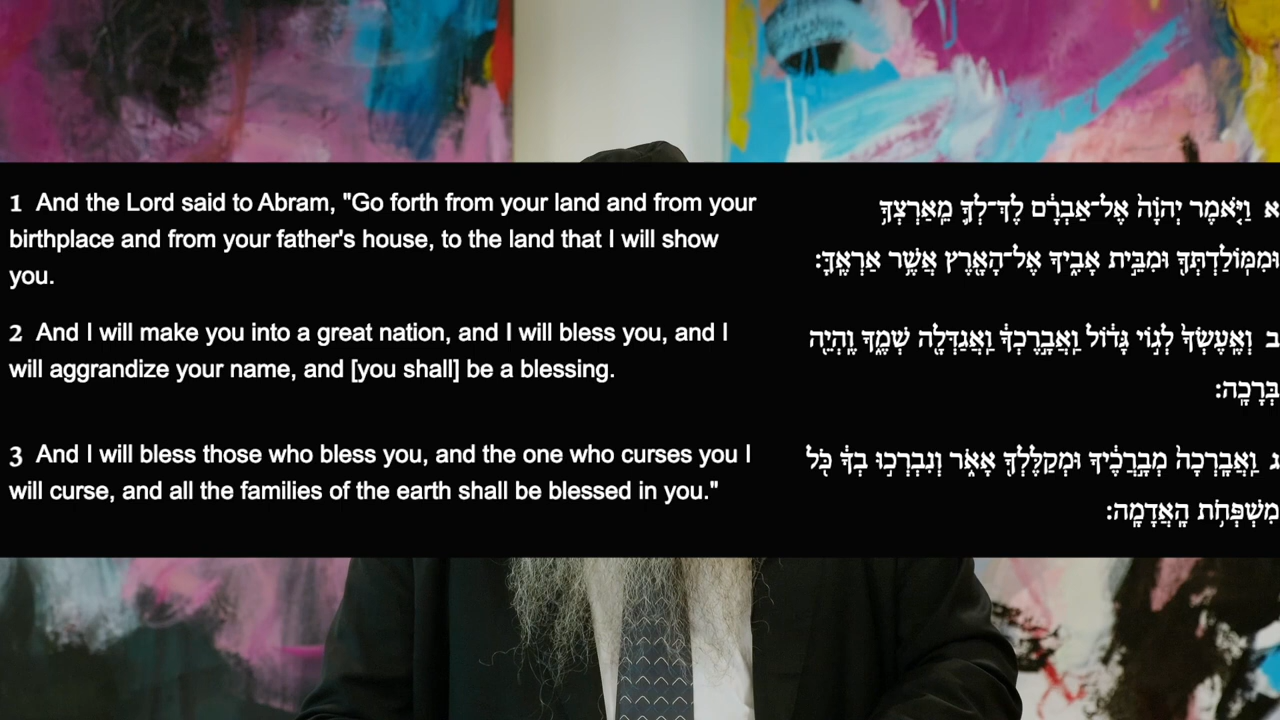 1 And the Lord said to Abram, "Go forth from your land and from your
birthplace and from your father's house, to the land that I will show
you.
א וַיֹּ֤אמֶר יְהֹוָה֙ אֶל־אַבְרָ֔ם לֶךְ־לְךָ֛ מֵאַרְצְךָ֥
וּמִמּֽוֹלַדְתְּךָ֖ וּמִבֵּ֣ית אָבִ֑יךָ אֶל־הָאָ֖רֶץ אֲשֶׁ֥ר אַרְאֶֽךָּ:
2 And I will make you into a great nation, and I will bless you, and I
will aggrandize your name, and [you shall] be a blessing.
ב וְאֶֽעֶשְׂךָ֙ לְג֣וֹי גָּד֔וֹל וַֽאֲבָ֣רֶכְךָ֔ וַֽאֲגַדְּלָ֖ה שְׁמֶ֑ךָ וֶֽהְיֵ֖ה
בְּרָכָֽה:
3 And I will bless those who bless you, and the one who curses you I
will curse, and all the families of the earth shall be blessed in you."
ג וַֽאֲבָֽרְכָה֙ מְבָ֣רֲכֶ֔יךָ וּמְקַלֶּלְךָ֖ אָאֹ֑ר וְנִבְרְכ֣וּ בְךָ֔ כֹּ֖ל
מִשְׁפְּחֹ֥ת הָֽאֲדָמָֽה: